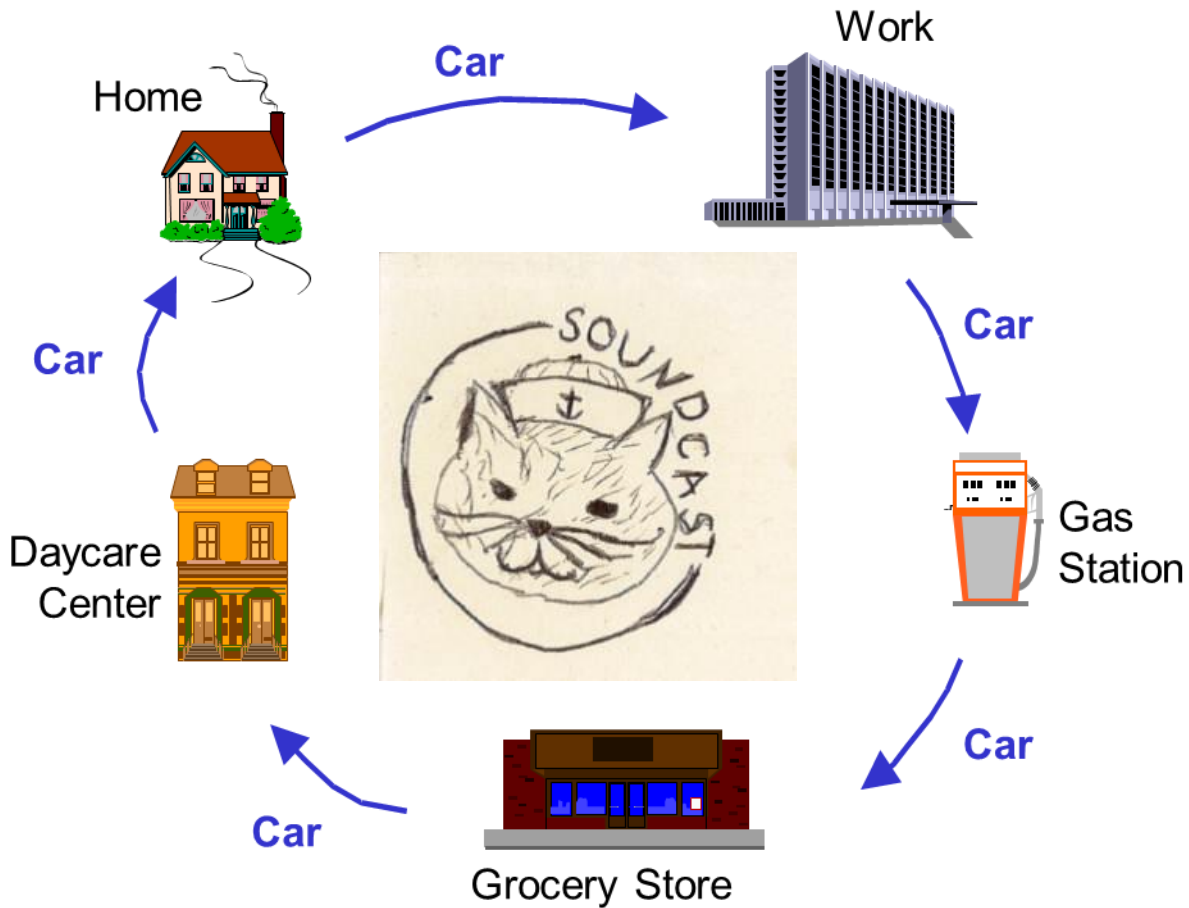 Work
Car
Home
SOUNDCAST
Car
Car
Gas
Station
Daycare
Center
Car
Car
Grocery Store